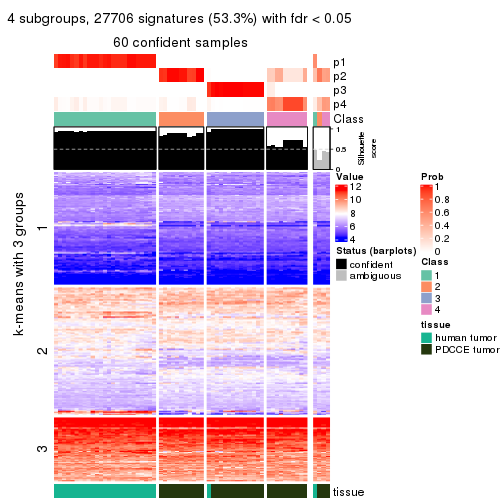 4 subgroups, 27706 signatures (53.3%) with fdr < 0.05
60 confident samples
p1
p2
p3
p4
Class
1
0.5
0
Silhouette
score
k-means with 3 groups
1
2
3
tissue
Value
12
10
8
6
4
Status (barplots)
confident
ambiguous
Prob
1
0.8
0.6
0.4
0.2
0
Class
1
2
3
4
tissue
human tumor
PDCCE tumor